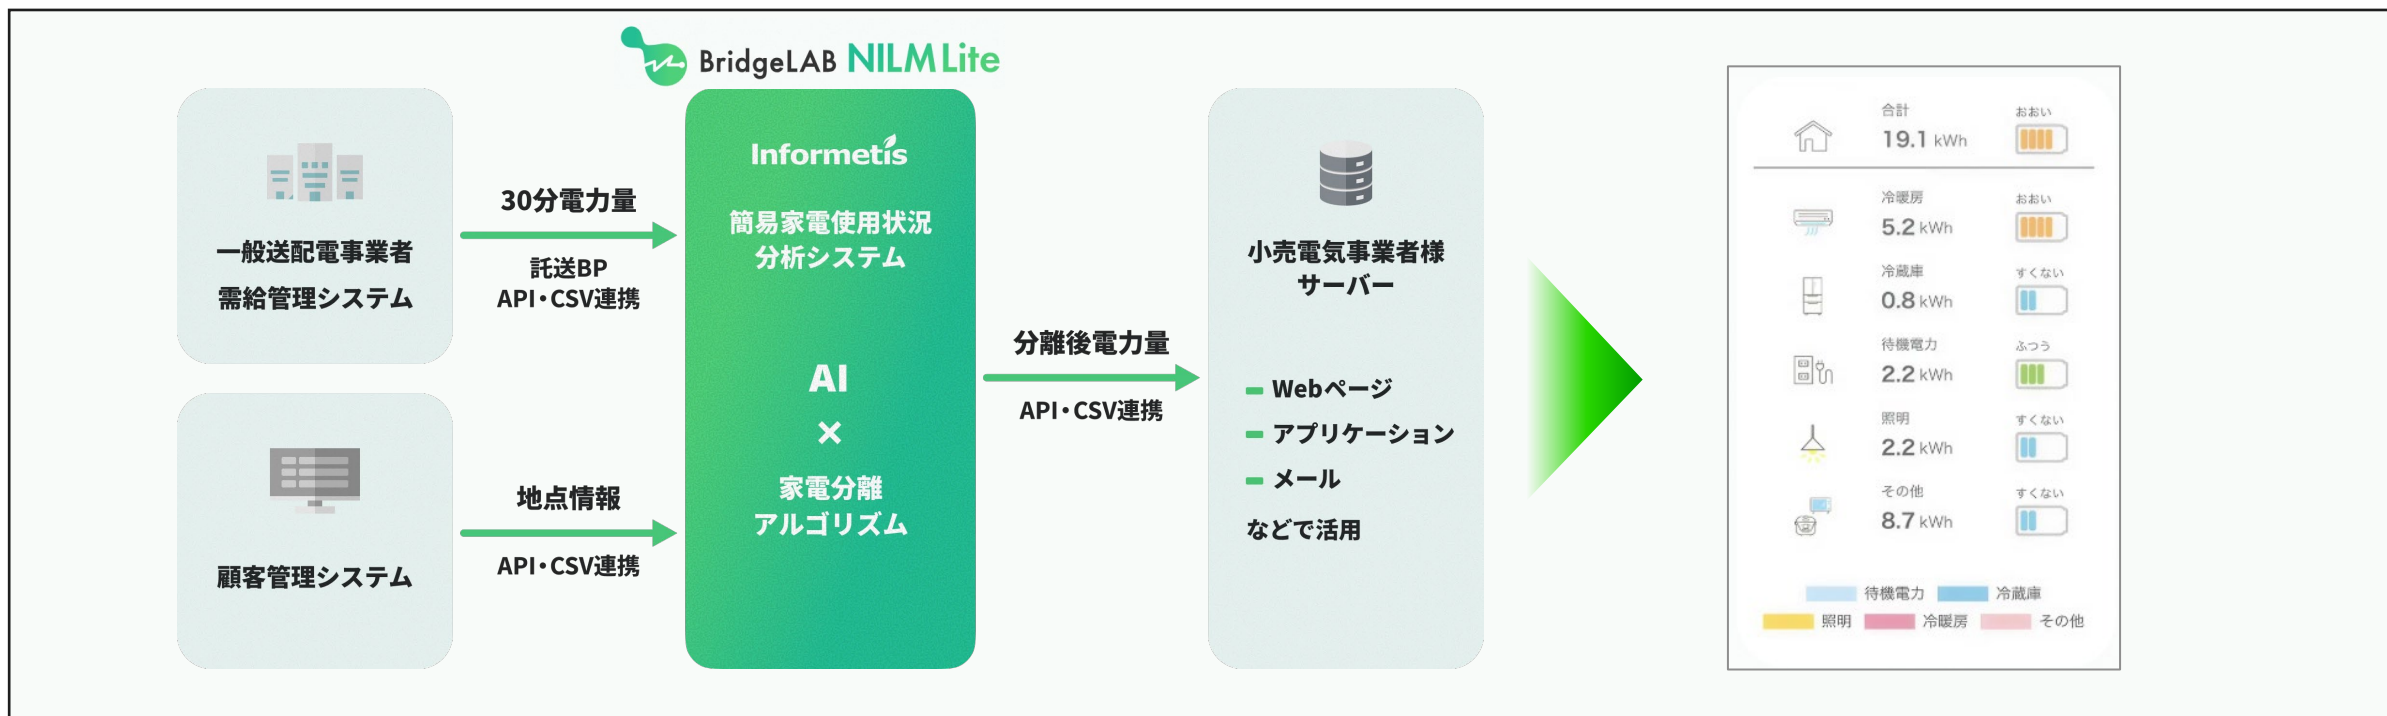 BridgeLAB NILM Lite
一般送配電事業者
需給管理システム
30分電力量
託送BP
API・CSV連携
顧客管理システム
地点情報
API・CSV連携
Informetis
簡易家電使用状況
分析システム
AI
×
家電分離
アルゴリズム
分離後電力量
API・CSV連携
小売電気事業者様
サーバー
Webページ
アプリケーション
メール
などで活用
合計 おおい
19.1 kWh
冷暖房 おおい
5.2 kWh
冷蔵庫 すくない
0.8 kWh
待機電力 ふつう
2.2 kWh
照明 すくない
2.2 kWh
その他 すくない
8.7 kWh
待機電力 冷蔵庫
照明 冷暖房 その他